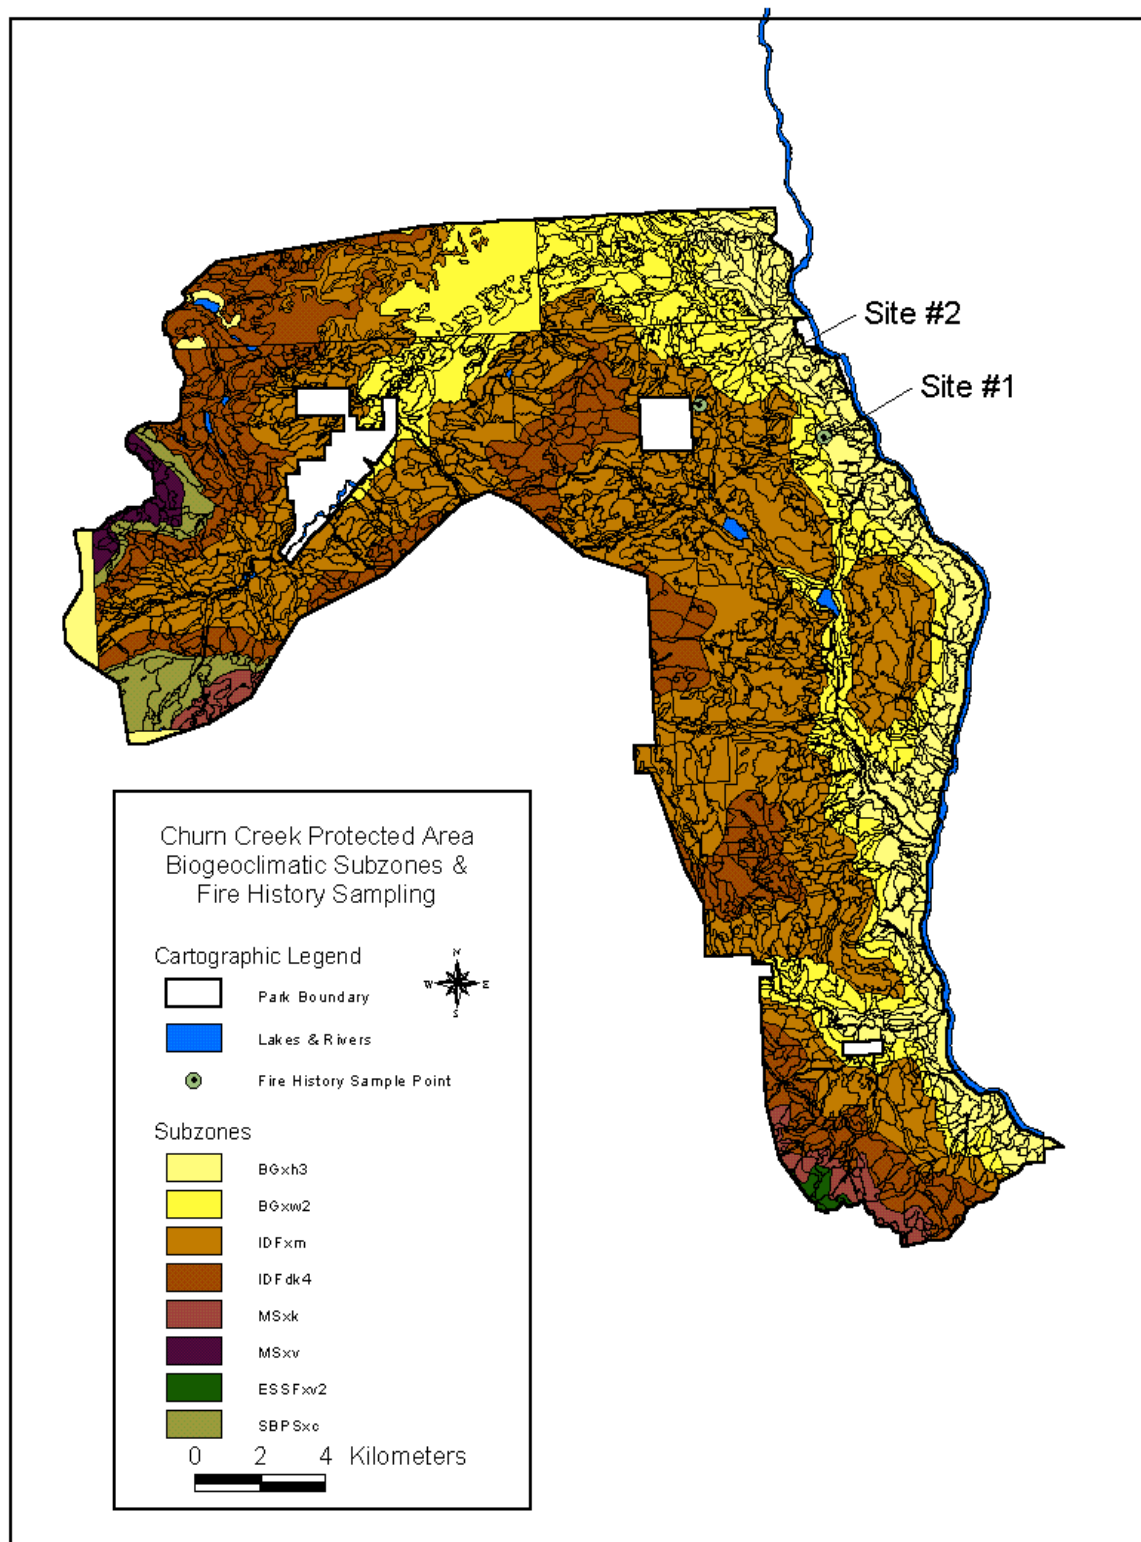 Site #2
Site #1
Churn Creek Protected Area
Biogeoclimatic Subzones &
Fire History Sampling
Cartographic Legend
N
W E
S
Park Boundary
Lakes & Rivers
Fire History Sample Point
Subzones
BGxh3
BGxw2
IDFxm
IDFdk4
MSxk
MSxv
ESSFxv2
SBPSxc
0 2 4 Kilometers